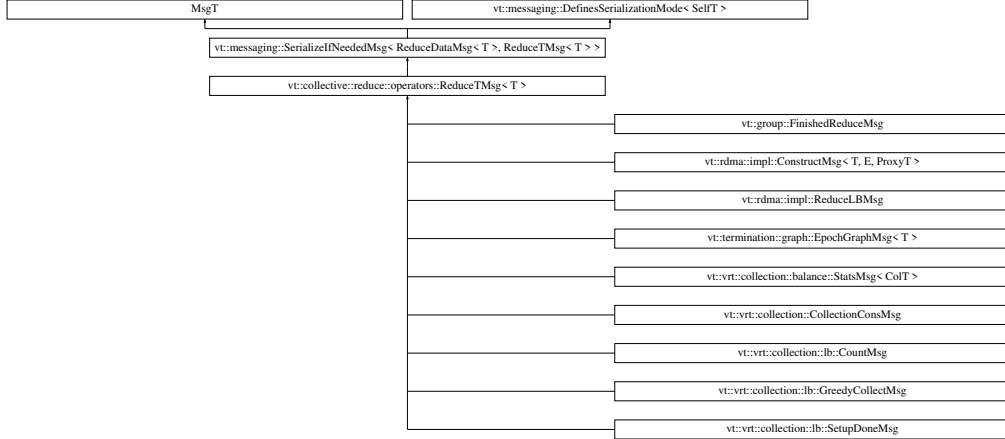 MsgT
vt::messaging::DefinesSerializationMode< SelfT >
vt::messaging::SerializeIfNeededMsg< ReduceDataMsg< T >, ReduceTMsg< T > >
vt::collective::reduce::operators::ReduceTMsg< T >
vt::group::FinishedReduceMsg
vt::rdma::impl::ConstructMsg< T, E, ProxyT >
vt::rdma::impl::ReduceLBMsg
vt::termination::graph::EpochGraphMsg< T >
vt::vrt::collection::balance::StatsMsg< ColT >
vt::vrt::collection::CollectionConsMsg
vt::vrt::collection::lb::CountMsg
vt::vrt::collection::lb::GreedyCollectMsg
vt::vrt::collection::lb::SetupDoneMsg